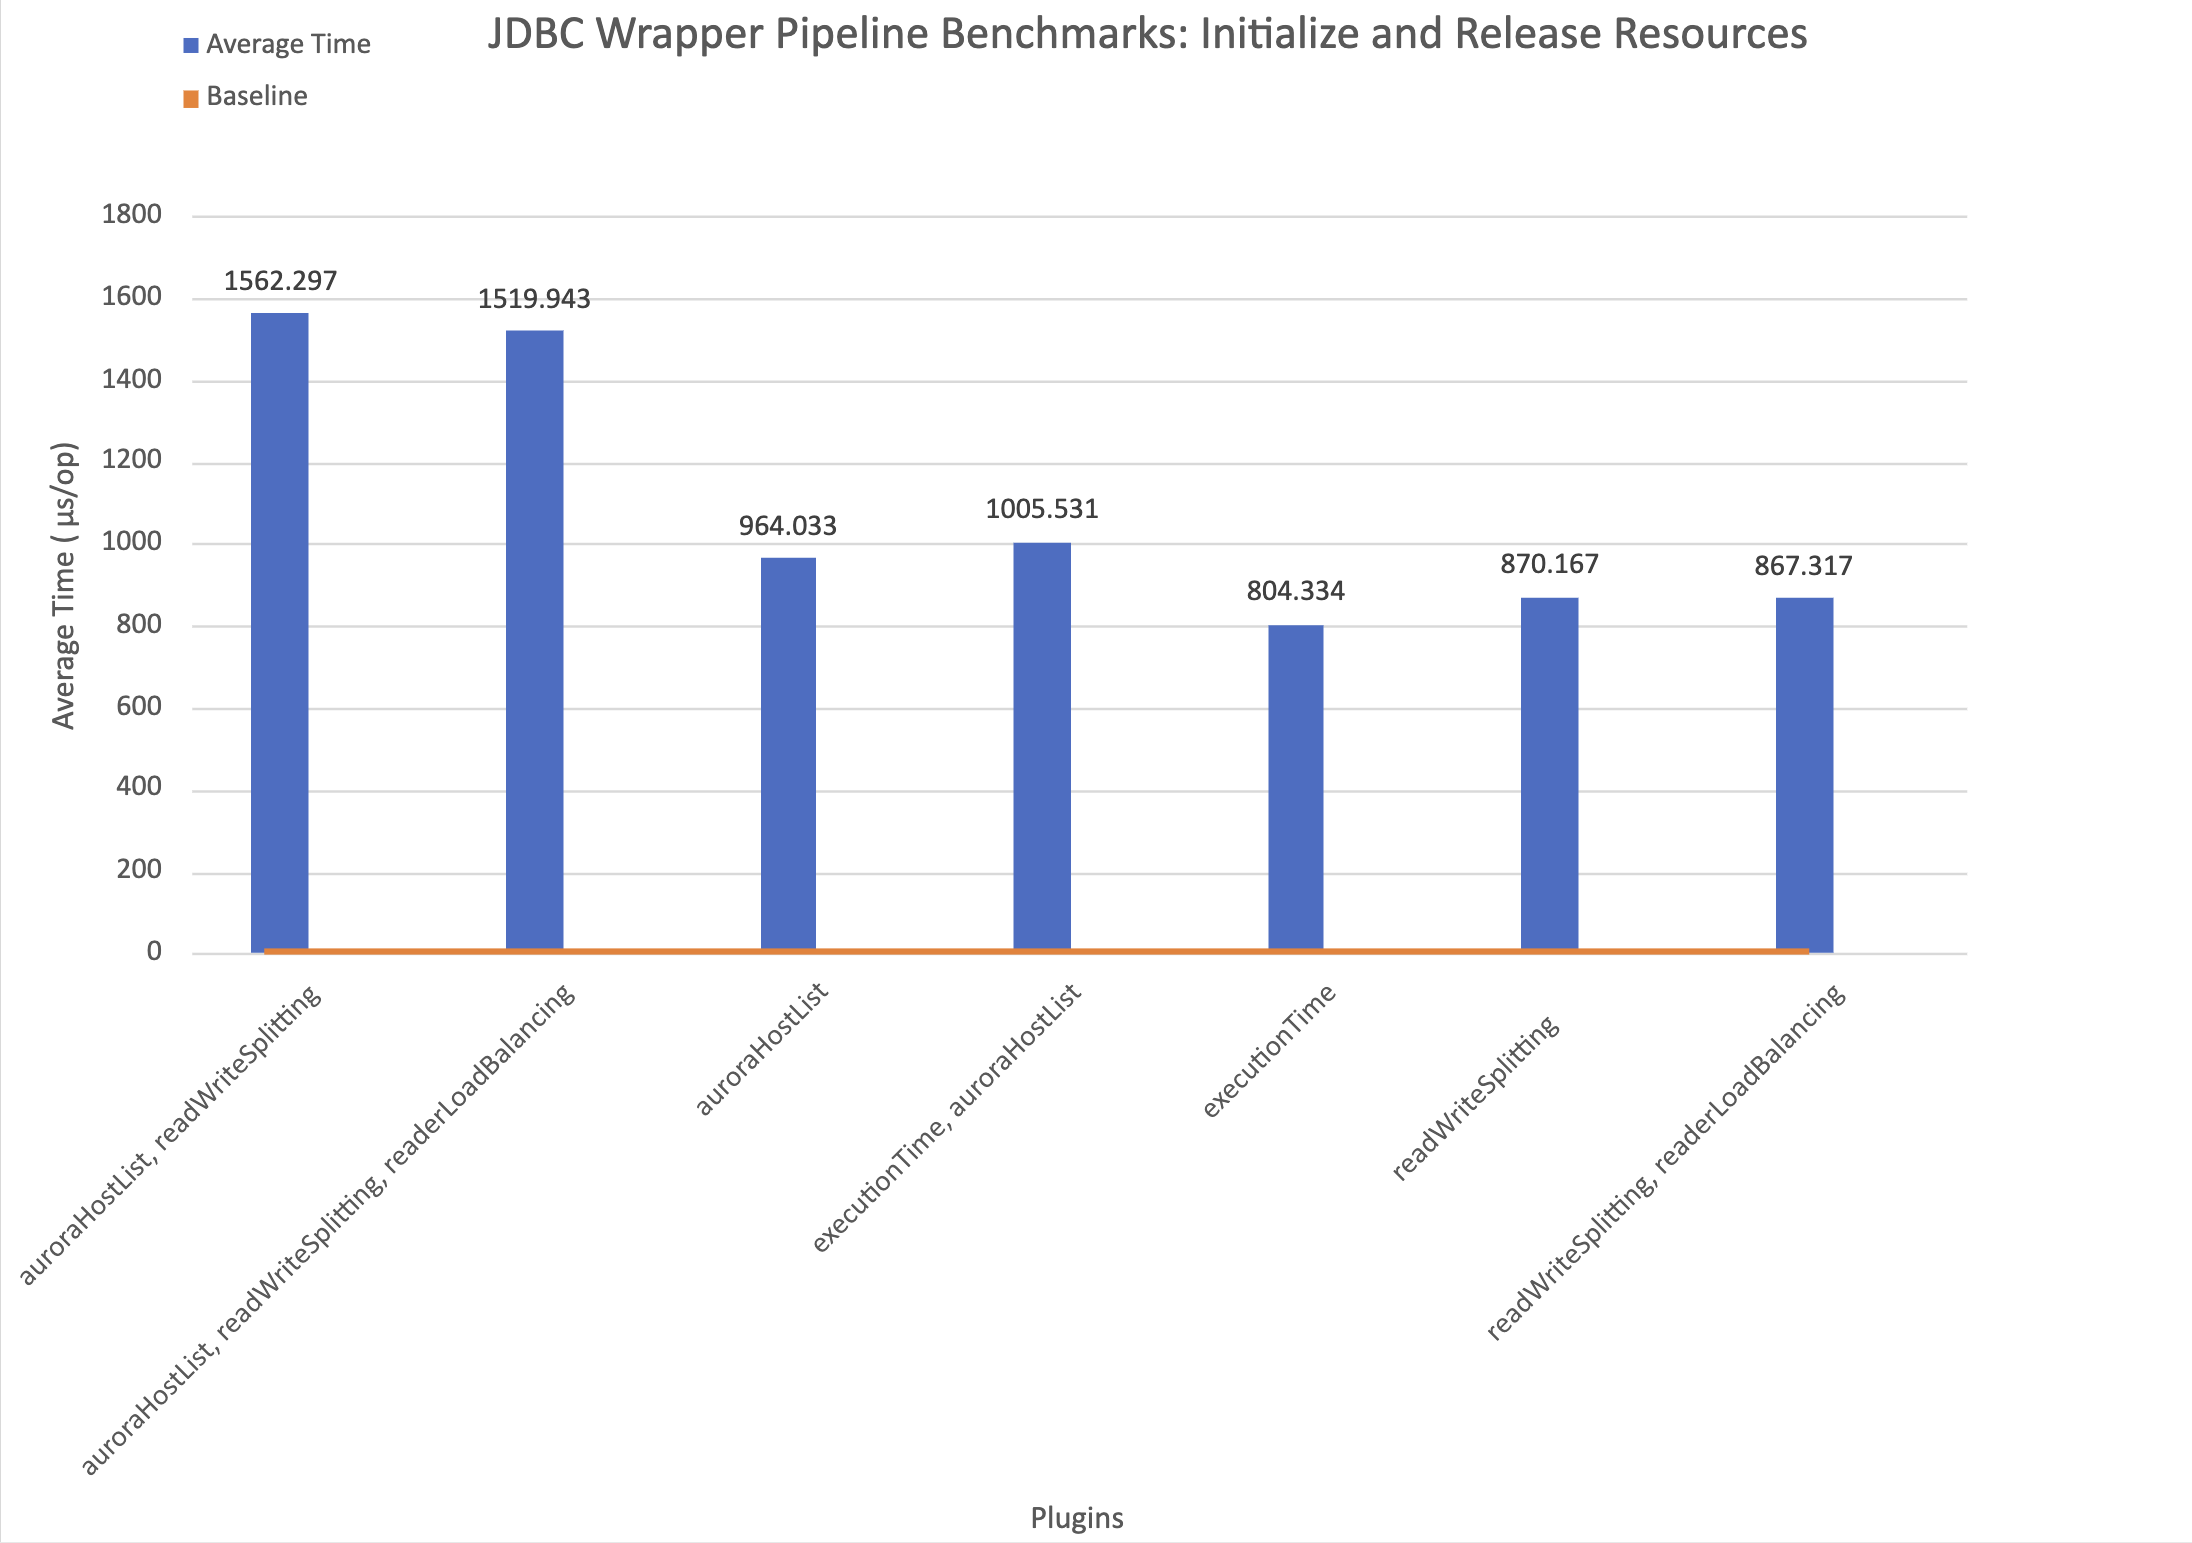 JDBC Wrapper Pipeline Benchmarks: Initialize and Release Resources
Average Time
Baseline
Average Time ( µs/op)
1800
1600
1400
1200
1000
800
600
400
200
0
1562.297
1519.943
964.033
1005.531
804.334
870.167
867.317
auroraHostList, readWriteSplitting
auroraHostList, readWriteSplitting, readerLoadBalancing
auroraHostList
executionTime, auroraHostList
executionTime
readWriteSplitting
readWriteSplitting, readerLoadBalancing
Plugins